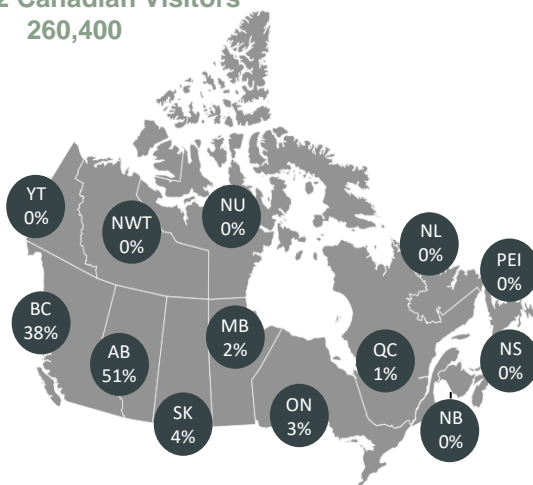 2 Canadian Visitors
260,400
YT
0%
NWT
0%
NU
0%
NL
0%
PEI
0%
BC
38%
AB
51%
SK
4%
MB
2%
ON
3%
QC
1%
NB
0%
NS
0%